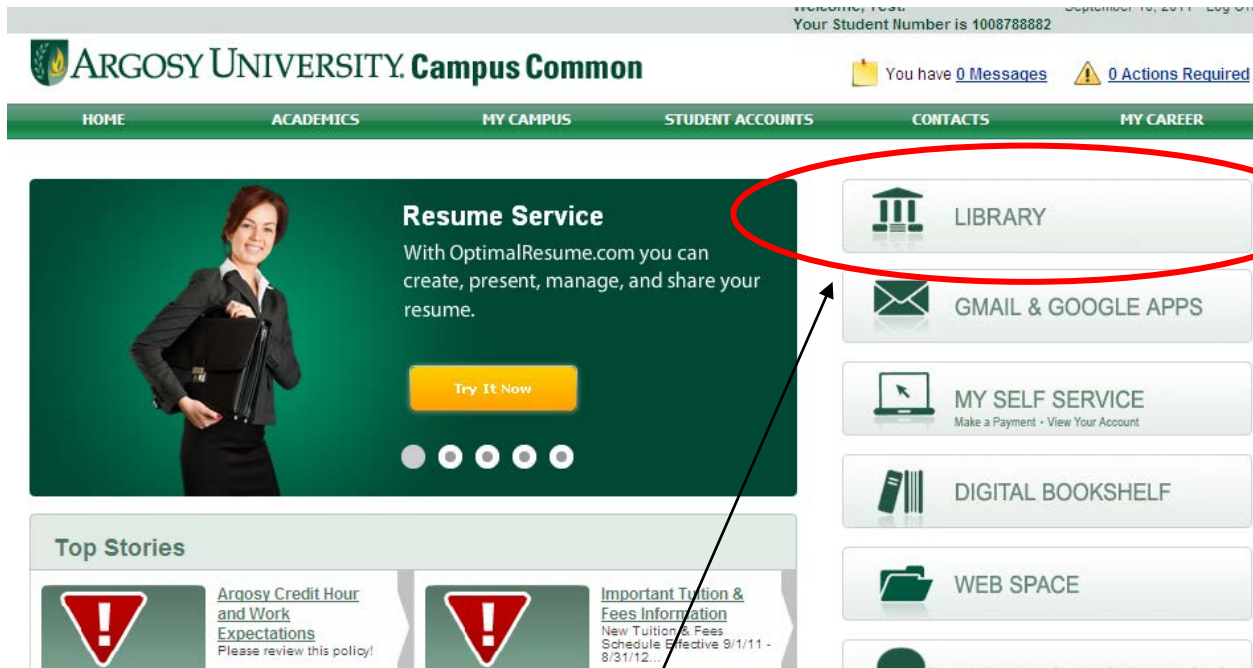 Your Student Number is 1008788882
ARGOSY UNIVERSITY. Campus Common
You have 0 Messages
0 Actions Required
HOME ACADEMICS MY CAMPUS STUDENT ACCOUNTS CONTACTS MY CAREER
Resume Service
With OptimalResume.com you can
create, present, manage, and share your
resume.
Try It Now
LIBRARY
GMAIL & GOOGLE APPS
MY SELF SERVICE
Make a Payment • View Your Account
DIGITAL BOOKSHELF
WEB SPACE
Top Stories
Argosy Credit Hour
and Work
Expectations
Please review this policy!
Important Tuition &
Fees Information
New Tuition & Fees
Schedule Effective 9/1/11 -
8/31/12...